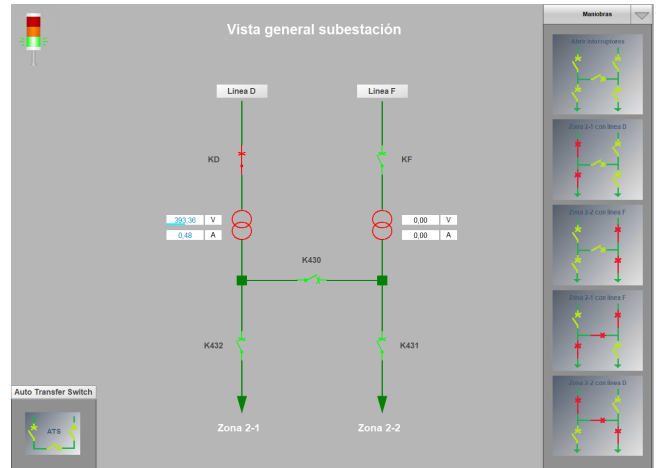 Vista general subestación
Maniobras
Abrir interruptores
Linea D
Linea F
KD
KF
Zona 2-1 con linea D
393,36 V
0,48 A
0,00 V
0,00 A
Zona 2-2 con linea F
K430
K432
K431
Zona 2-1 con linea F
Zona 2-2 con linea D
Auto Transfer Switch
ATS
Zona 2-1
Zona 2-2